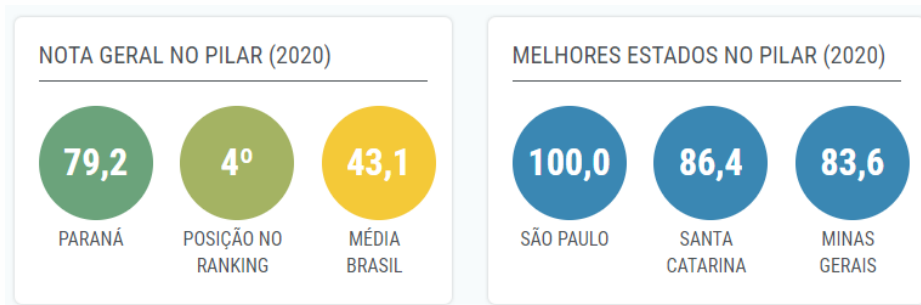 NOTA GERAL NO PILAR (2020)
79,2
4º
43,1
PARANÁ
POSIÇÃO NO
RANKING
MÉDIA
BRASIL
MELHORES ESTADOS NO PILAR (2020)
100,0
86,4
83,6
SÃO PAULO
SANTA
CATARINA
MINAS
GERAIS